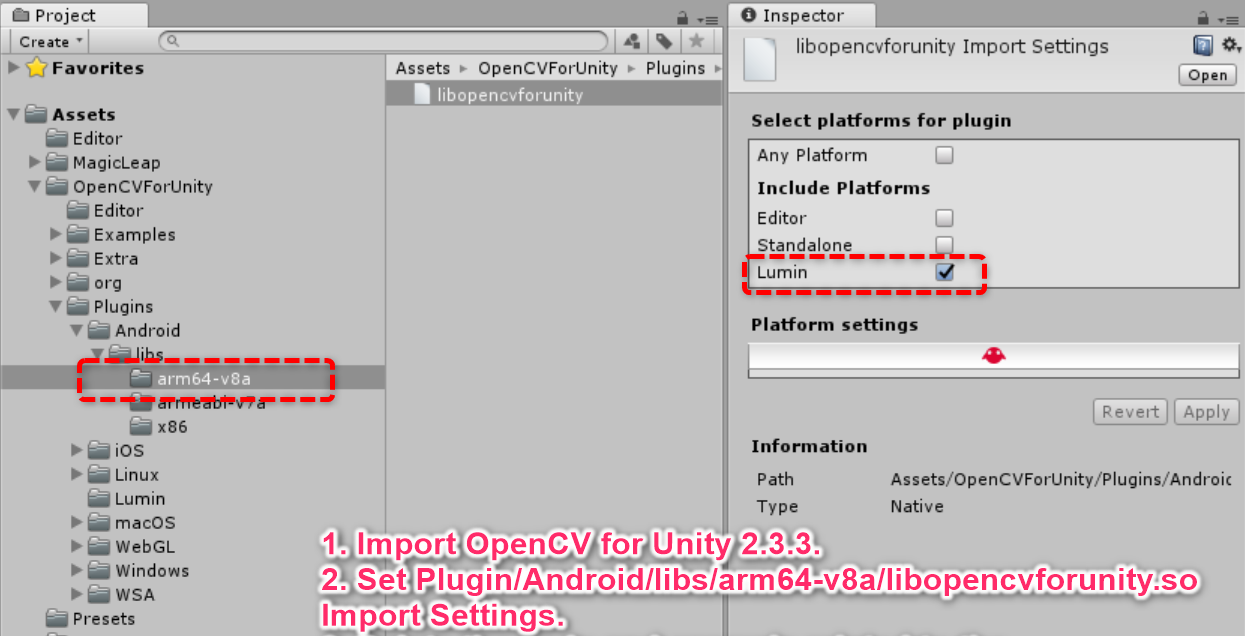 Project
Create
Favorites
Assets
Editor
MagicLeap
OpenCVForUnity
Editor
Examples
Extra
org
Plugins
Android
libs
arm64-v8a
armeabi-v7a
x86
iOS
Linux
Lumin
macOS
WebGL
Windows
WSA
Presets
Assets OpenCVForUnity Plugins
libopencvforunity
Inspector
libopencvforunity Import Settings
Open
Select platforms for plugin
Any Platform
Include Platforms
Editor
Standalone
Lumin
Platform settings
Revert Apply
Information
Path Assets/OpenCVForUnity/Plugins/Androic
Type Native
1. Import OpenCV for Unity 2.3.3.
2. Set Plugin/Android/libs/arm64-v8a/libopencvforunity.so
Import Settings.